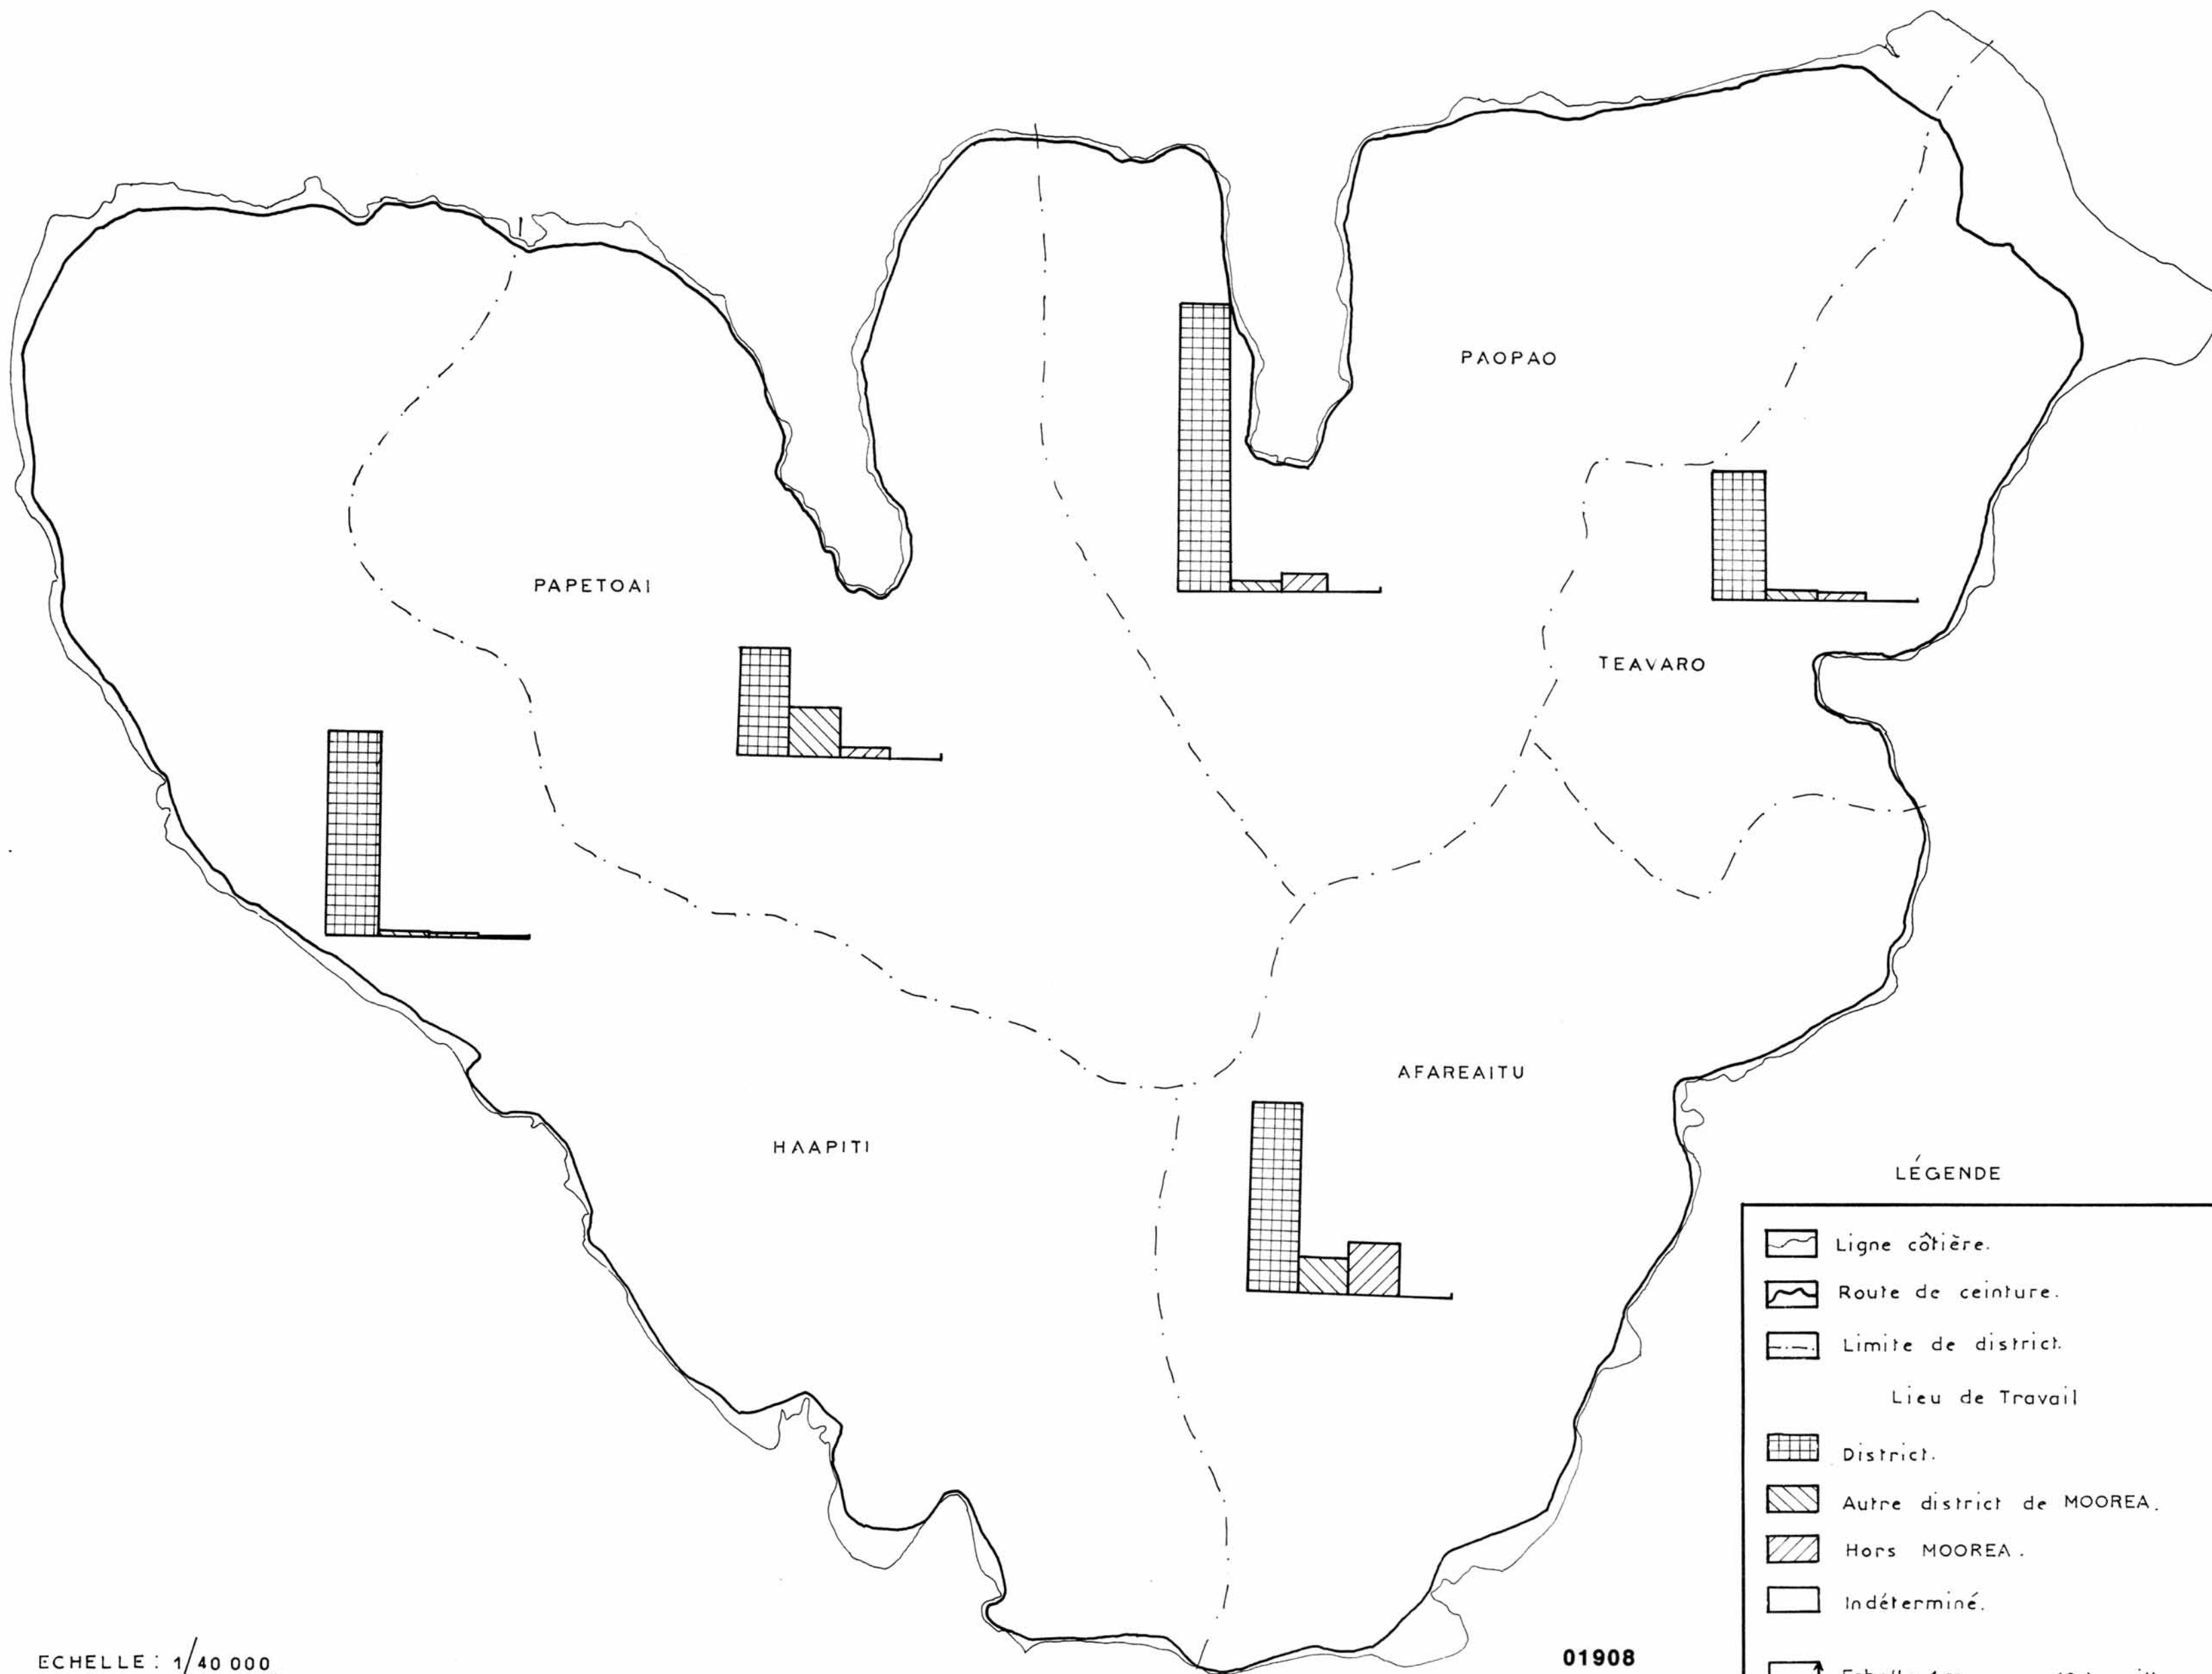 PAOPAO
PAPETOAI
TEAVARO
AFAREAITU
HAAPITI
LÉGENDE
Ligne côtière.
Route de ceinture.
Limite de district.
Lieu de Travail
District.
Autre district de MOOREA.
Hors MOOREA.
Indéterminé.
ECHELLE : 1/40 000
01908